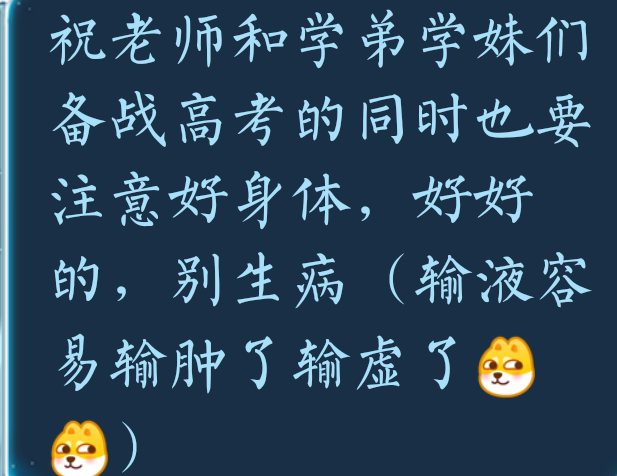 祝老师和学弟学妹们
备战高考的同时也要
注意好身体，好好
的，别生病（输液容
易输肿了输虚了
）